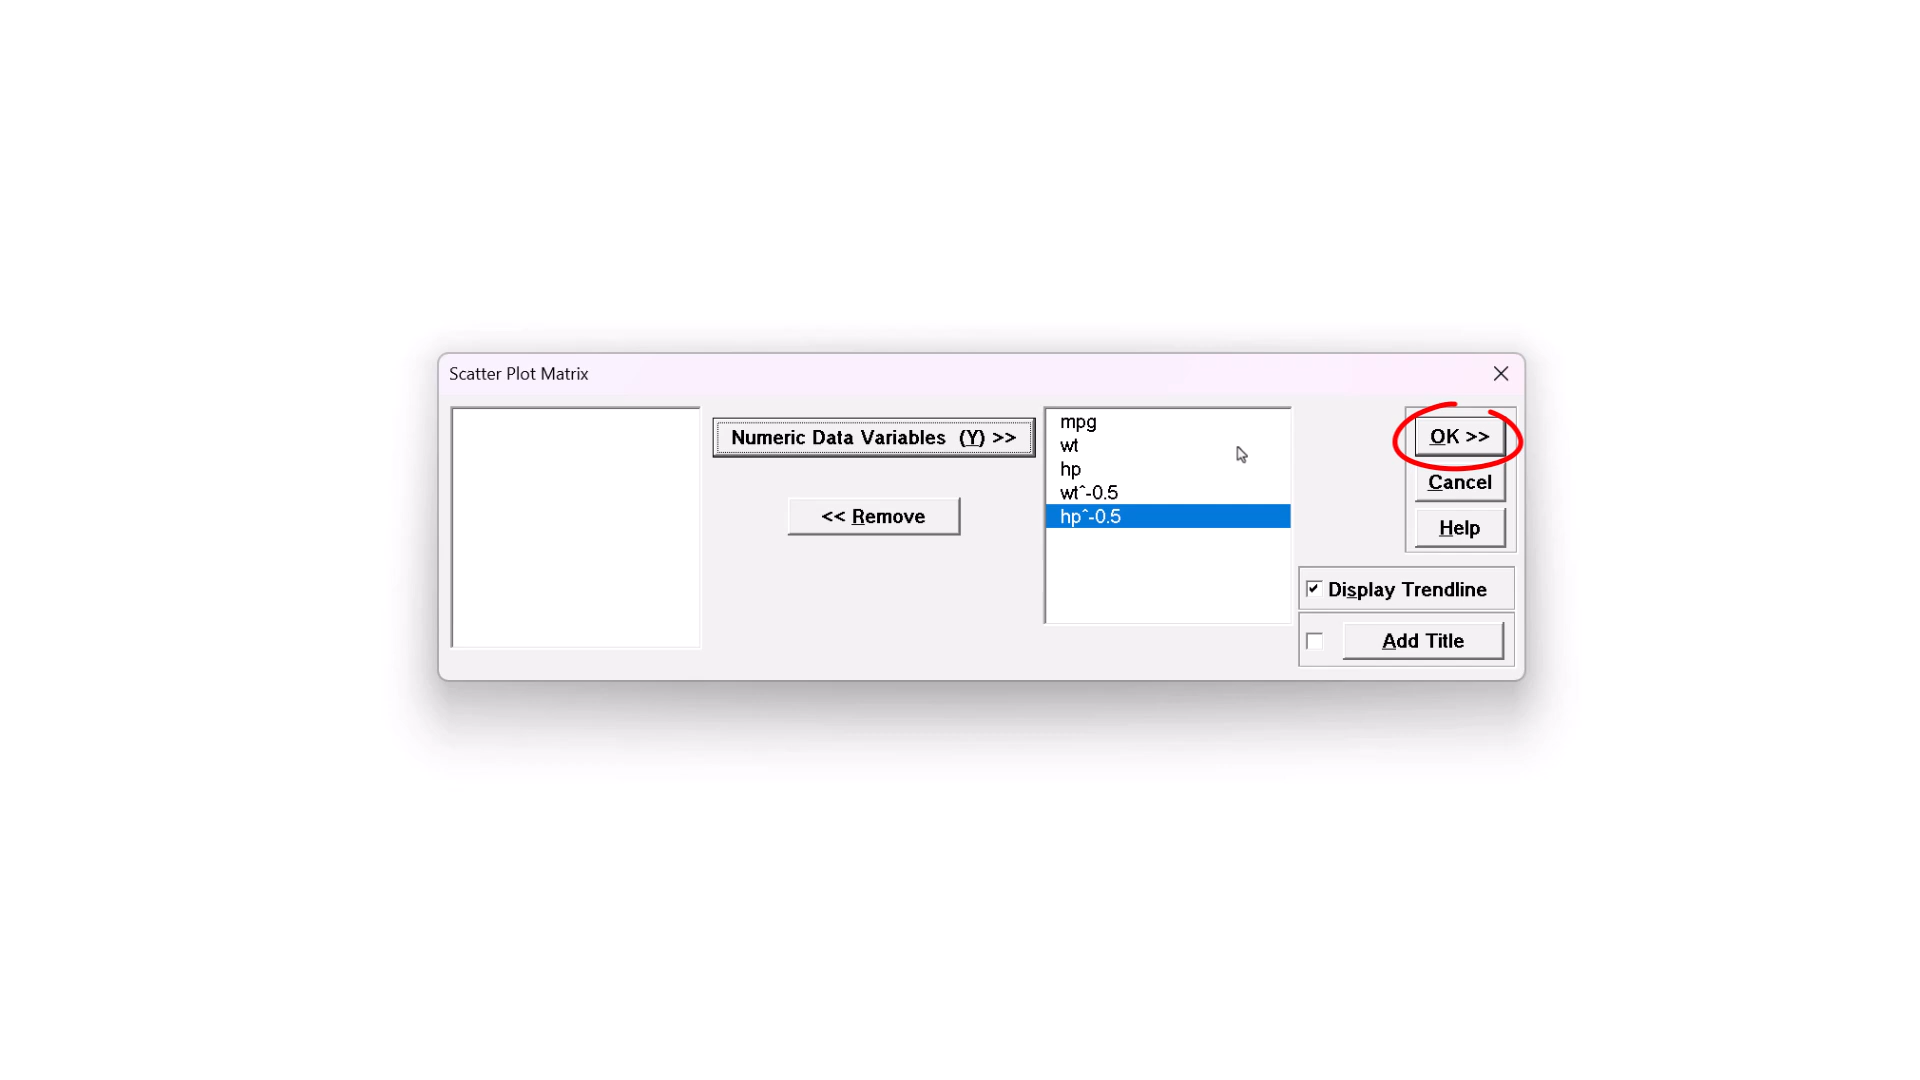 Scatter Plot Matrix
Numeric Data Variables (Y) >>
<< Remove
mpg
wt
hp
wt^-0.5
hp^-0.5
OK >>
Cancel
Help
Display Trendline
Add Title